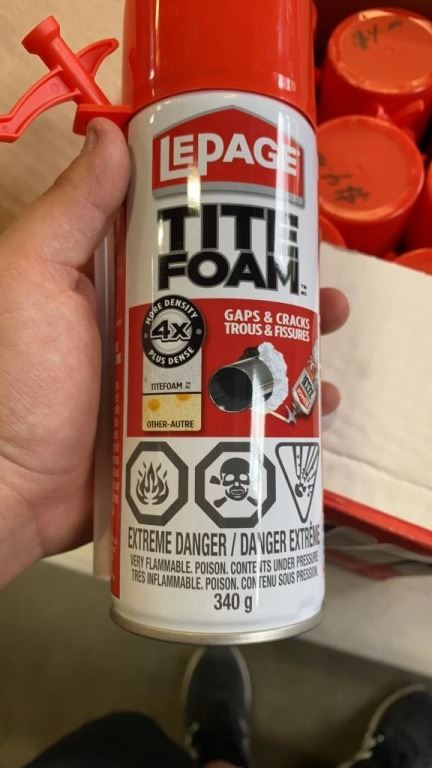 LEPAGE
TITE
FOAM
MORE DENSITY
4X
PLUS DENSE
GAPS & CRACKS
TROUS & FISSURES
TITEFOAM
OTHER-AUTRE
EXTREME DANGER / DANGER EXTRÊME
VERY FLAMMABLE. POISON. CONTENTS UNDER PRESSURE
TRÈS INFLAMMABLE. POISON. CONTENU SOUS PRESSION.
340 g